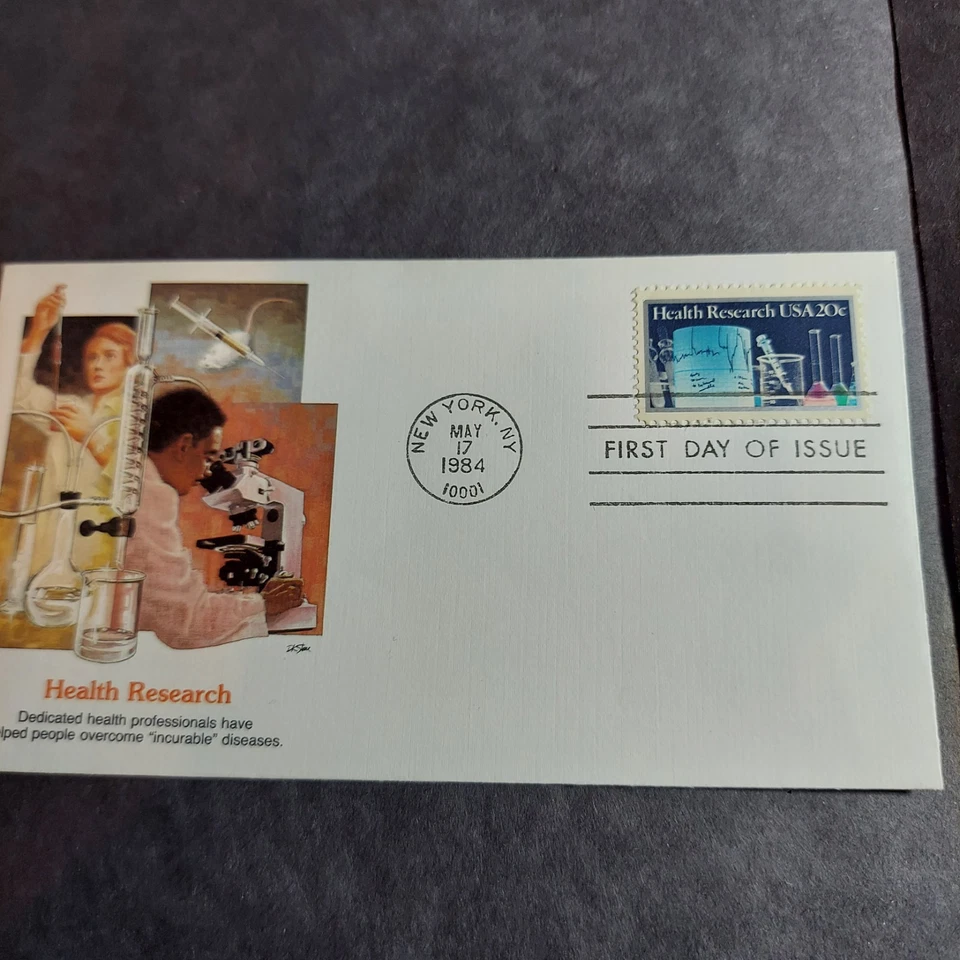 Health Research USA 20c
NEW YORK, NY
MAY
17
1984
10001
FIRST DAY OF ISSUE
Health Research
Dedicated health professionals have
lped people overcome "incurable" diseases.